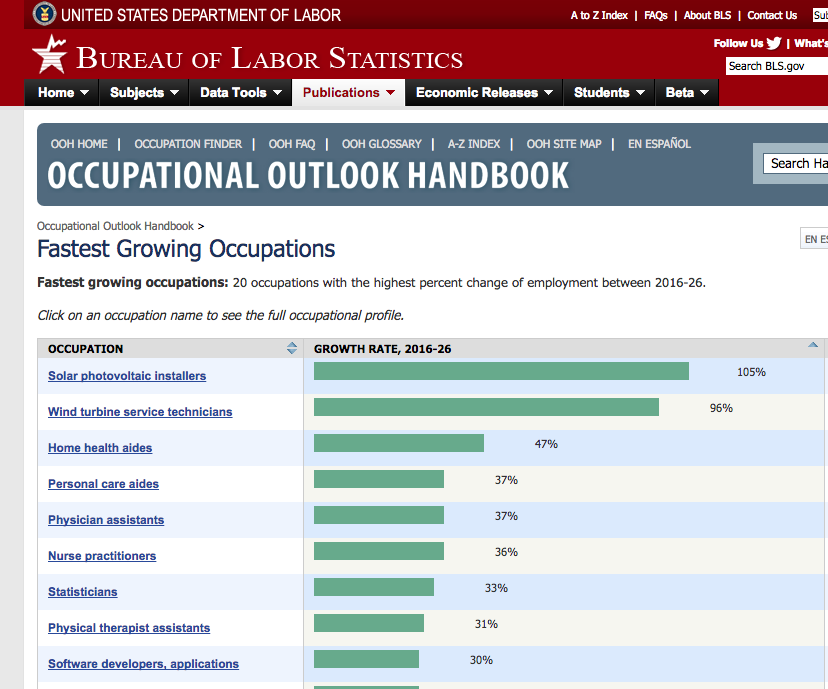 UNITED STATES DEPARTMENT OF LABOR
A to Z Index | FAQs | About BLS | Contact Us
BUREAU OF LABOR STATISTICS
Follow Us | What's
Search BLS.gov
Home Subjects Data Tools Publications Economic Releases Students Beta
OOH HOME | OCCUPATION FINDER | OOH FAQ | OOH GLOSSARY | A-Z INDEX | OOH SITE MAP | EN ESPAÑOL
OCCUPATIONAL OUTLOOK HANDBOOK
Search Ha
Occupational Outlook Handbook >
Fastest Growing Occupations
EN ES
Fastest growing occupations: 20 occupations with the highest percent change of employment between 2016-26.
Click on an occupation name to see the full occupational profile.
OCCUPATION GROWTH RATE, 2016-26
Solar photovoltaic installers 105%
Wind turbine service technicians 96%
Home health aides 47%
Personal care aides 37%
Physician assistants 37%
Nurse practitioners 36%
Statisticians 33%
Physical therapist assistants 31%
Software developers, applications 30%